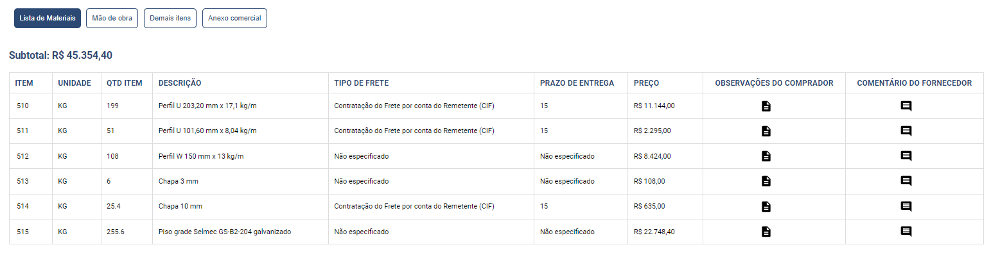 Lista de Materiais Mão de obra Demais itens Anexo comercial
Subtotal: R$ 45.354,40
ITEM UNIDADE QTD ITEM DESCRIÇÃO TIPO DE FRETE PRAZO DE ENTREGA PREÇO OBSERVAÇÕES DO COMPRADOR COMENTÁRIO DO FORNECEDOR
510 KG 199 Perfil U 203,20 mm x 17,1 kg/m Contratação do Frete por conta do Remetente (CIF) 15 R$ 11.144,00
511 KG 51 Perfil U 101,60 mm x 8,04 kg/m Contratação do Frete por conta do Remetente (CIF) 15 R$ 2.295,00
512 KG 108 Perfil W 150 mm x 13 kg/m Não especificado Não especificado R$ 8.424,00
513 KG 6 Chapa 3 mm Não especificado Não especificado R$ 108,00
514 KG 25.4 Chapa 10 mm Contratação do Frete por conta do Remetente (CIF) 15 R$ 635,00
515 KG 255.6 Piso grade Selmec GS-B2-204 galvanizado Não especificado Não especificado R$ 22.748,40